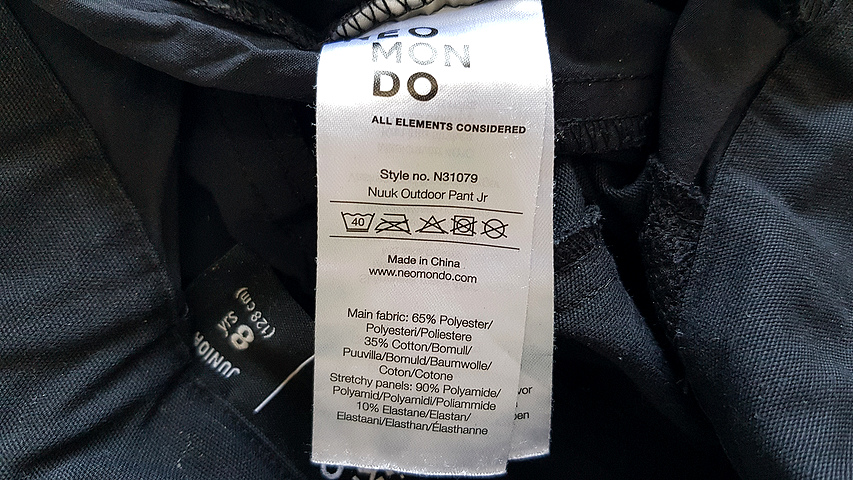 NEO
MON
DO
ALL ELEMENTS CONSIDERED
Style no. N31079
Nuuk Outdoor Pant Jr
40
Made in China
www.neomondo.com
Main fabric: 65% Polyester/
Polyesteri/Poliestere
35% Cotton/Bomull/
Puuvilla/Bomuld/Baumwolle/
Coton/Cotone
Stretchy panels: 90% Polyamide/
Polyamid/Polyamidi/Poliammide
10% Elastane/Elastan/
Elastaani/Elasthan/Élasthanne
JUNIOR
8
yrs
(128 cm)